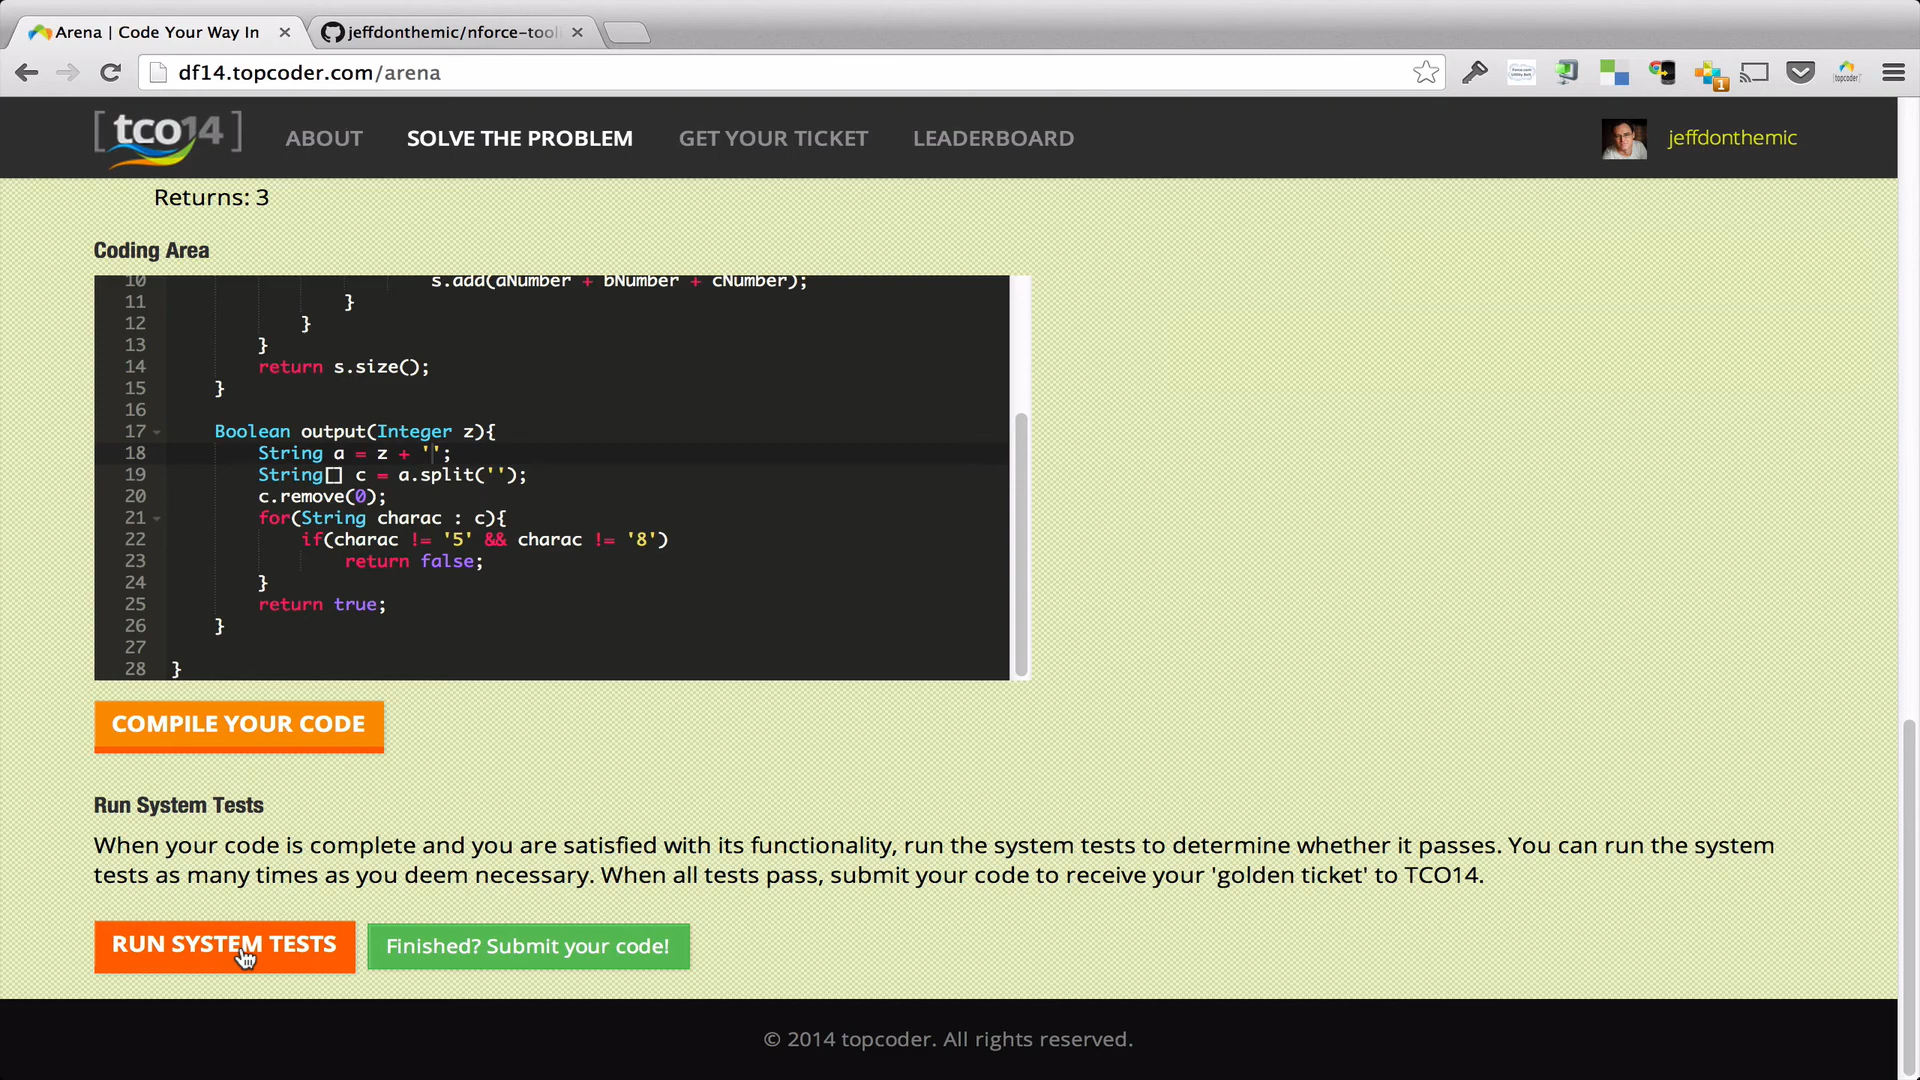 Arena | Code Your Way In
jeffdonthemic/nforce-tool
df14.topcoder.com/arena
1
topcoder
[tco14]
ABOUT
SOLVE THE PROBLEM
GET YOUR TICKET
LEADERBOARD
jeffdonthemic
Returns: 3
Coding Area
10 s.add(aNumber + bNumber + cNumber);
11 }
12 }
13 }
14 return s.size();
15 }
16
17 Boolean output(Integer z){
18 String a = z + '';
19 String[] c = a.split('');
20 c.remove(0);
21 for(String charac : c){
22 if(charac != '5' && charac != '8')
23 return false;
24 }
25 return true;
26 }
27
28 }
COMPILE YOUR CODE
Run System Tests
When your code is complete and you are satisfied with its functionality, run the system tests to determine whether it passes. You can run the system
tests as many times as you deem necessary. When all tests pass, submit your code to receive your 'golden ticket' to TCO14.
RUN SYSTEM TESTS
Finished? Submit your code!
© 2014 topcoder. All rights reserved.